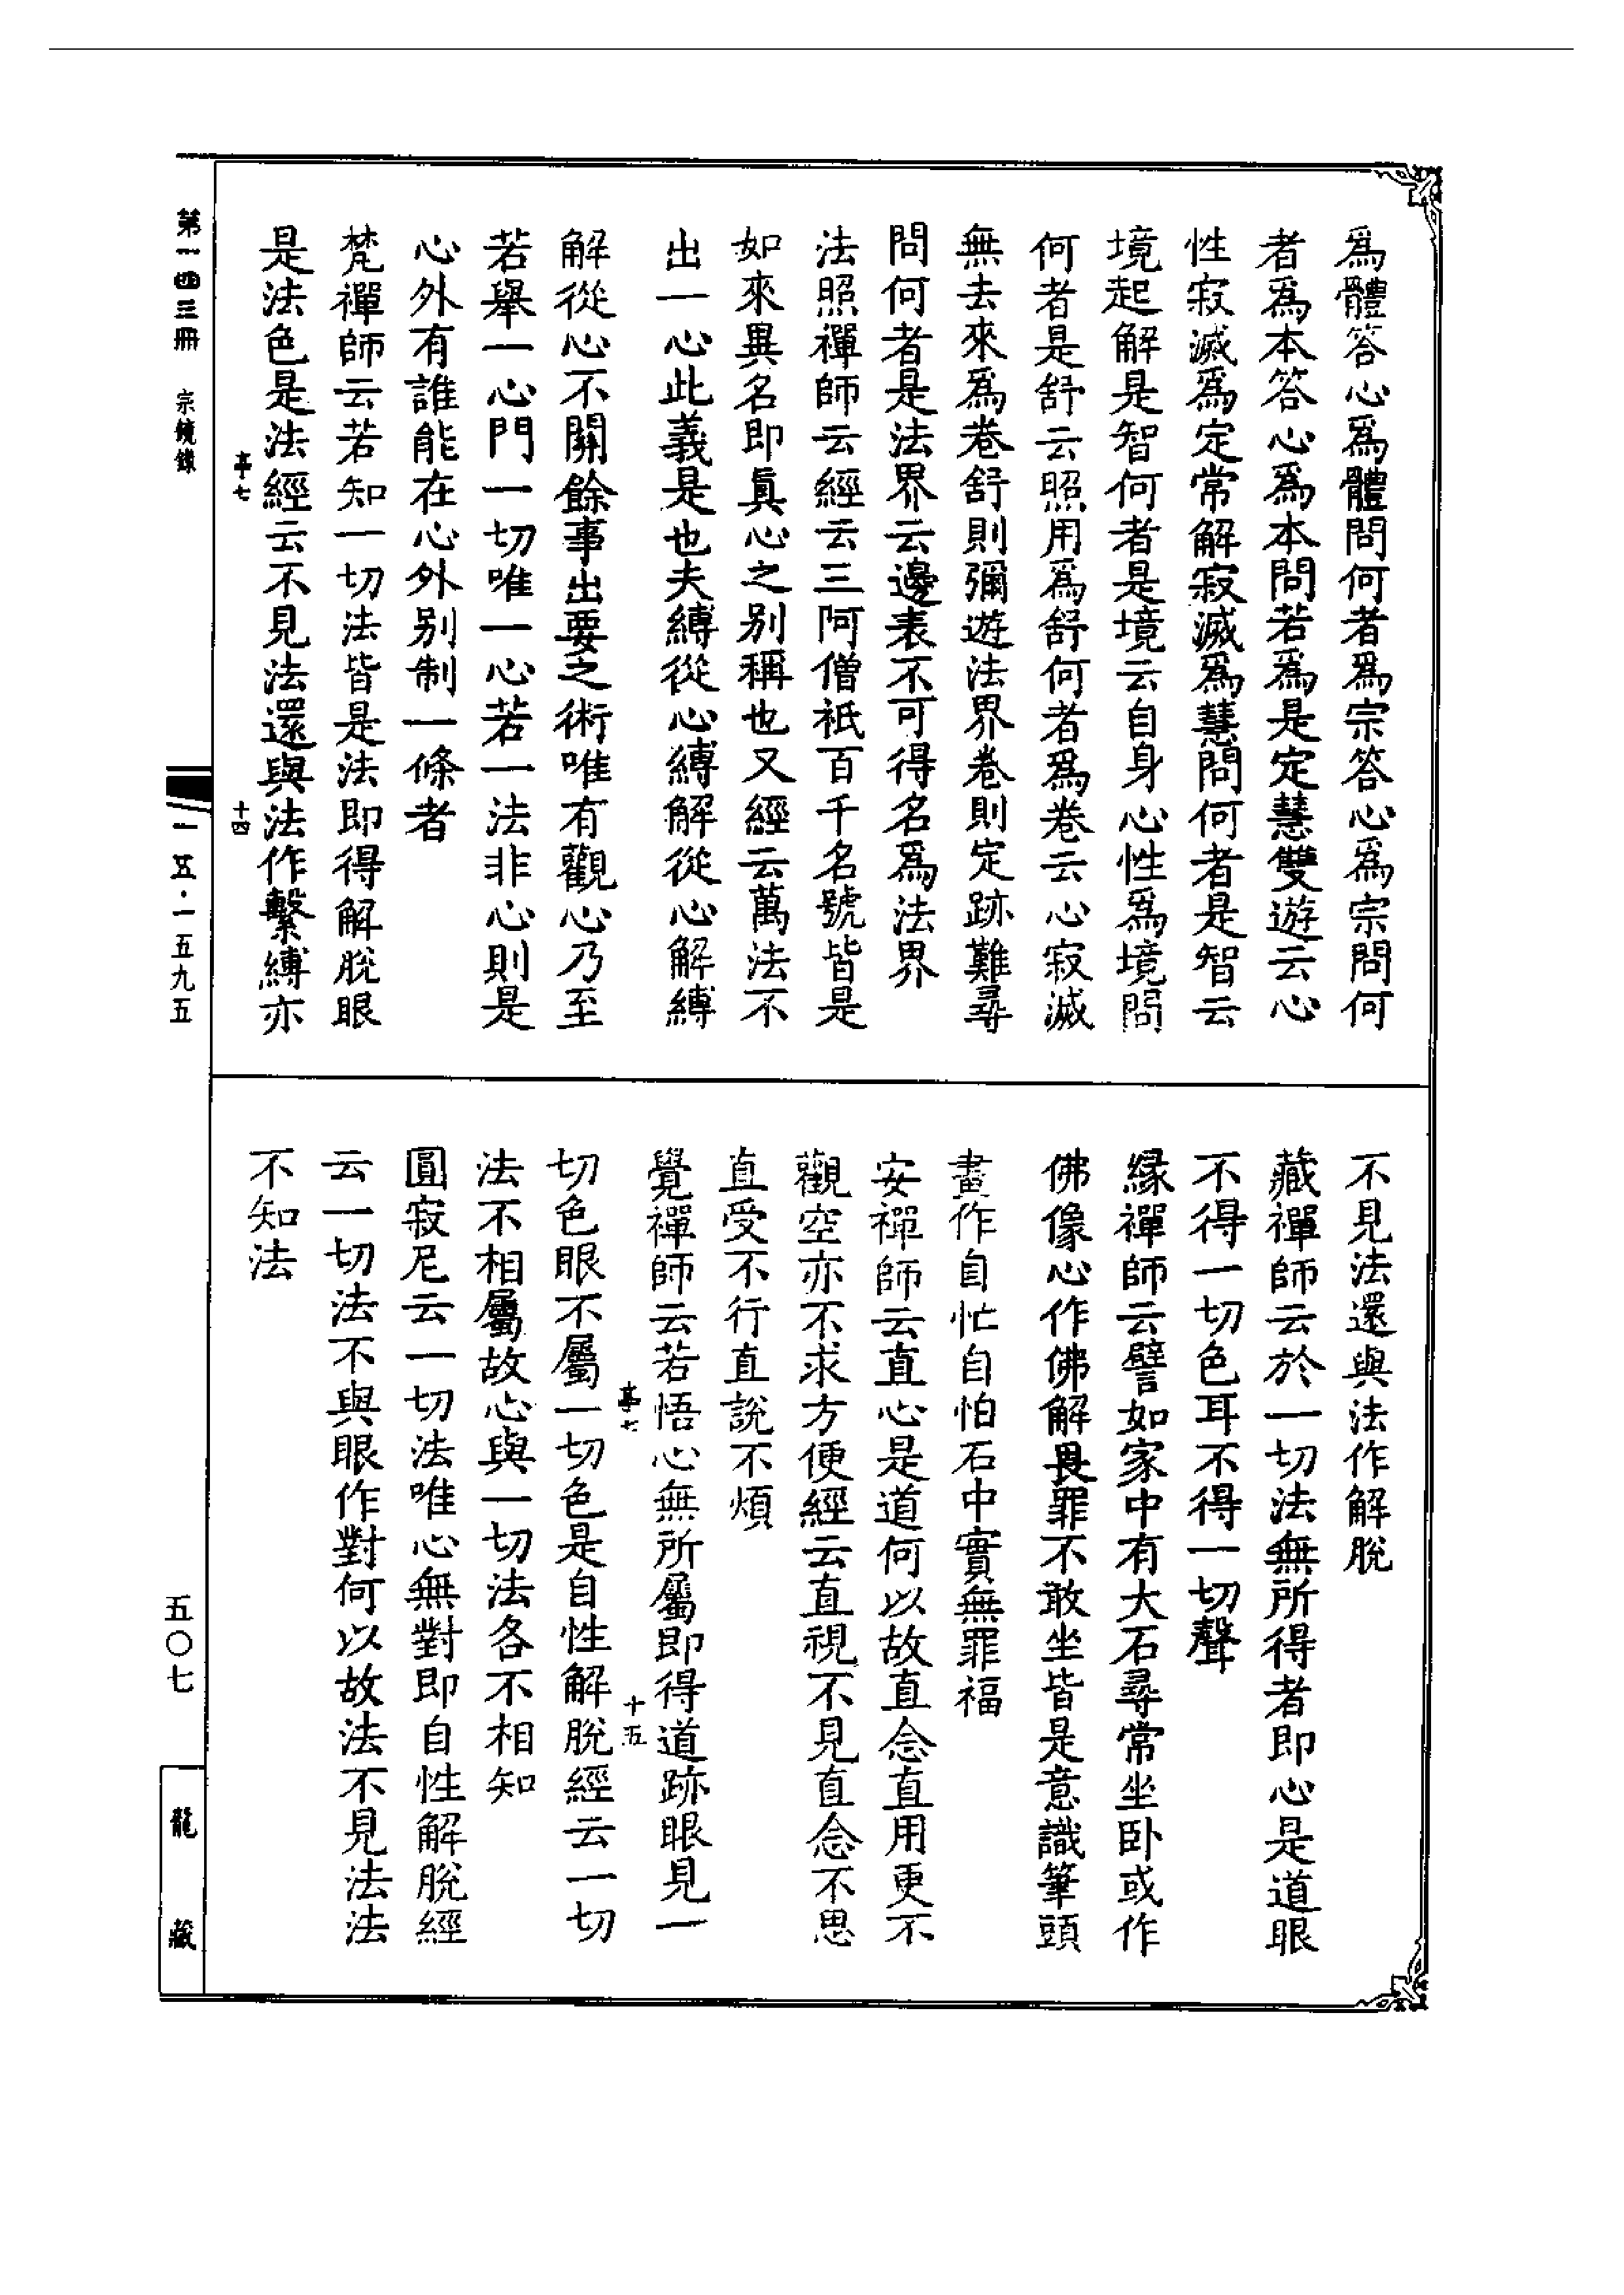 爲體答心爲體問何者爲宗答心爲宗問何
者爲本答心爲本問若爲是定慧雙遊云心
性寂滅爲定常解寂滅爲慧問何者是智云
境起解是智何者是境云自身心性爲境問
何者是舒云照用爲舒何者爲卷云心寂滅
無去來爲卷舒則彌遊法界卷則定跡難尋
問何者是法界云邊表不可得名爲法界
法照禪師云經云三阿僧祇百千名號皆是
如來異名即眞心之别稱也又經云萬法不
出一心此義是也夫縛從心縛解從心解縛
解從心不關餘事出要之術唯有觀心乃至
若舉一心門一切唯一心若一法非心則是
心外有誰能在心外别制一條者
梵禪師云若知一切法皆是法即得解脫眼
是法色是法經云不見法還與法作繫縛亦
亭七
十四
不見法還與法作解脫
藏禪師云於一切法無所得者即心是道眼
不得一切色耳不得一切聲
緣禪師云譬如家中有大石尋常坐卧或作
佛像心作佛解畏罪不敢坐皆是意識筆頭
畫作自忙自怕石中實無罪福
安禪師云直心是道何以故直念直用更不
觀空亦不求方便經云直視不見直念不思
直受不行直說不煩
覺禪師云若悟心無所屬即得道跡眼見一
亭七
十五
切色眼不屬一切色是自性解脫經云一切
法不相屬故心與一切法各不相知
圓寂尼云一切法唯心無對即自性解脫經
云一切法不與眼作對何以故法不見法法
不知法
第一四三冊 宗鏡錄
一一五·一五九五
五〇七
龍藏